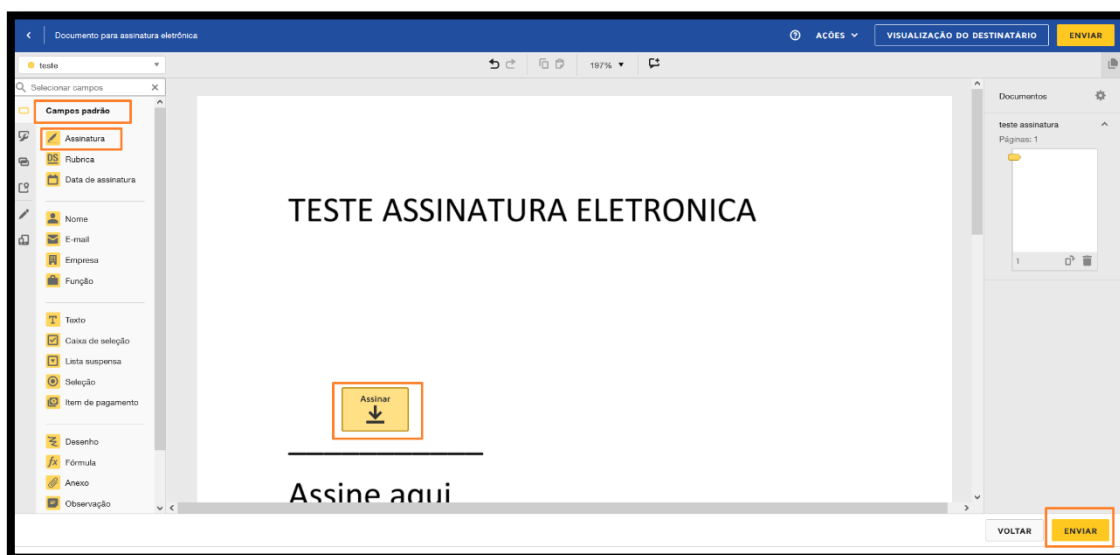 Documento para assinatura eletrônica
AÇÕES
VISUALIZAÇÃO DO DESTINATÁRIO
ENVIAR
teste
197%
Selecionar campos
Campos padrão
Assinatura
DS Rubrica
Data de assinatura
Nome
E-mail
Empresa
Função
T Texto
Caixa de seleção
Lista suspensa
Seleção
Item de pagamento
Desenho
fx Fórmula
Anexo
Observação
TESTE ASSINATURA ELETRONICA
Assinar
Assine aqui
Documentos
teste assinatura
Páginas: 1
1
VOLTAR
ENVIAR